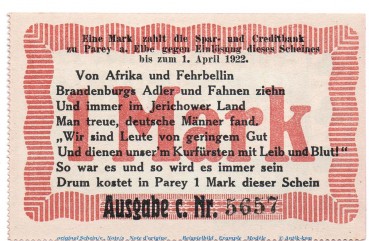 Eine Mark zahlt die Spar- und Creditbank
zu Parey a. Elbe gegen Einlösung dieses Scheines
bis zum 1. April 1922.
1 Mark
Von Afrika und Fehrbellin
Brandenburgs Adler und Fahnen ziehn
Und immer im Jerichower Land
Man treue, deutsche Männer fand.
„Wir sind Leute von geringem Gut
Und dienen unser'm Kurfürsten mit Leib und Blut!"
So war es und so wird es immer sein
Drum kostet in Parey 1 Mark dieser Schein
Ausgabe c. Nr. 5657